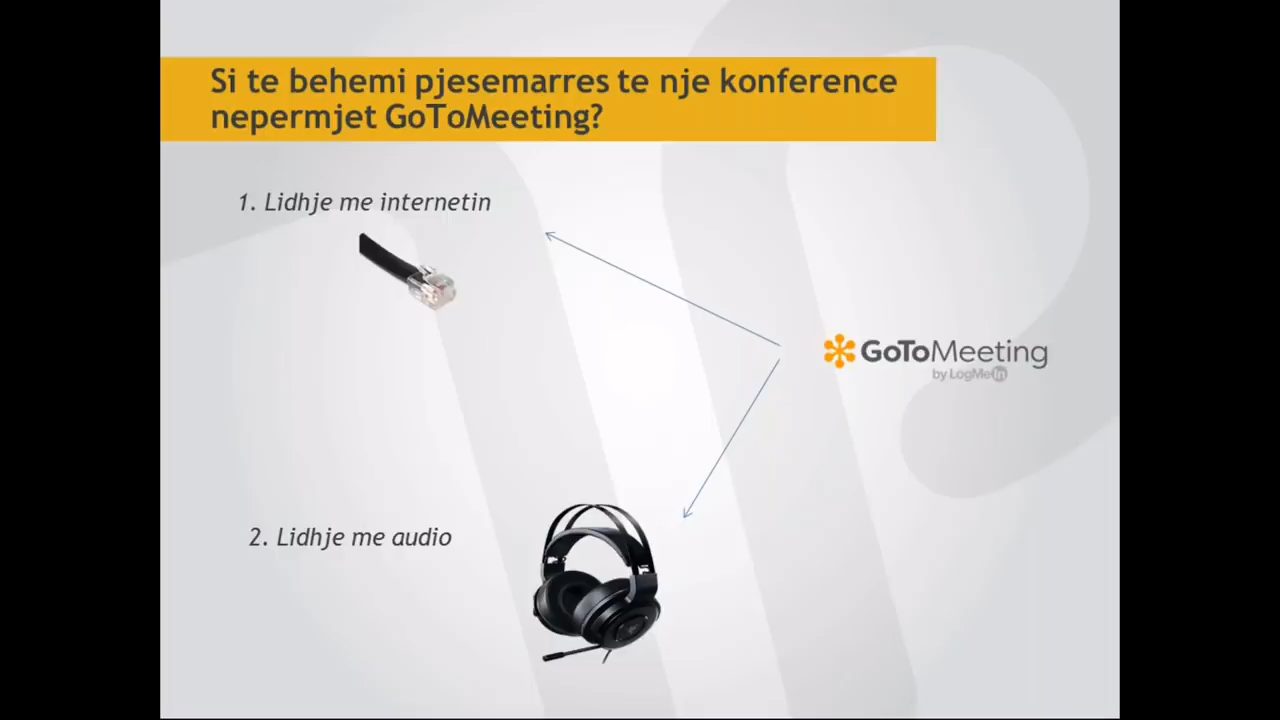 Si te behemi pjesemarres te nje konference
nepermjet GoToMeeting?
1. Lidhje me internetin
GoToMeeting
by LogMeIn
2. Lidhje me audio